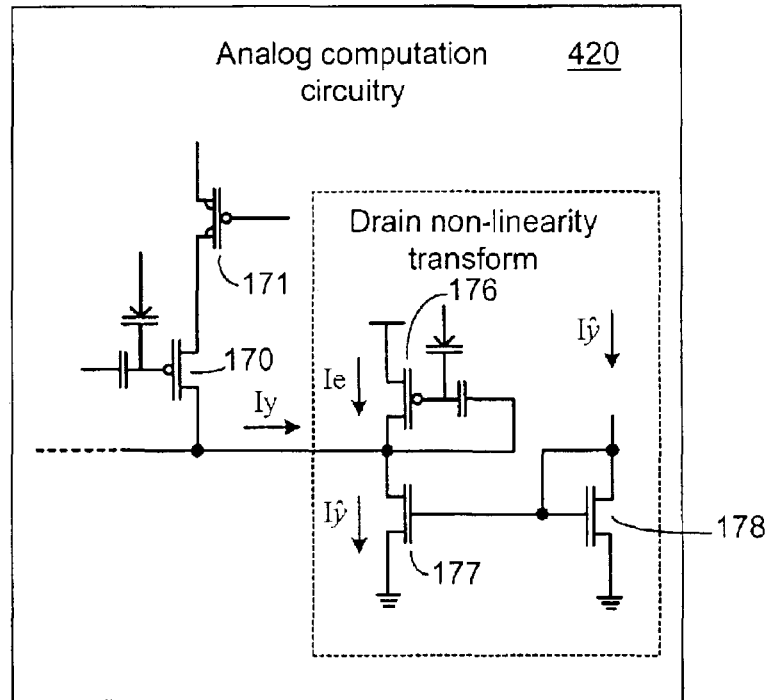 Analog computation 420
circuitry
Drain non-linearity
transform
171
176
170
Iŷ
Ie
Iy
Iŷ
178
177